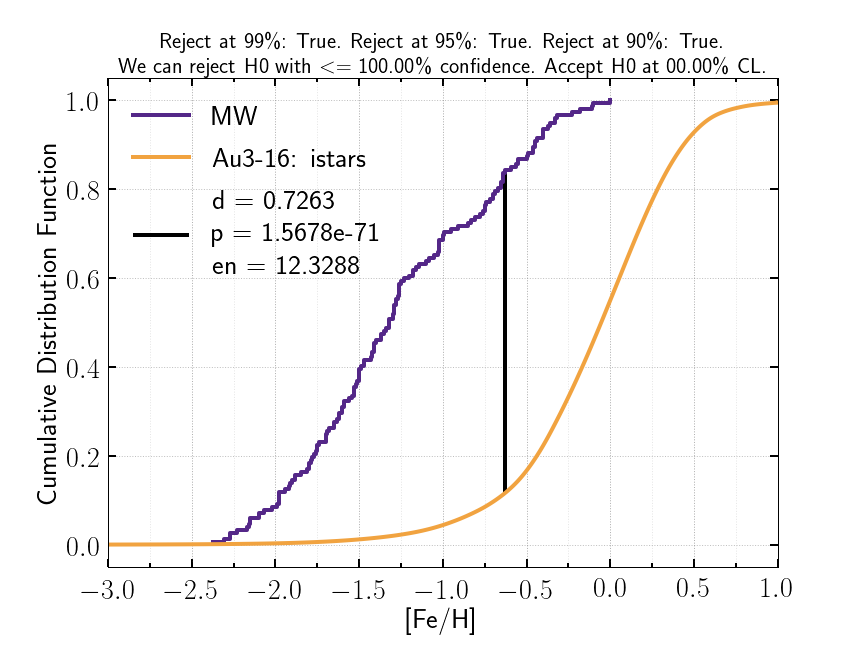 Reject at 99%: True. Reject at 95%: True. Reject at 90%: True.
We can reject H0 with <= 100.00% confidence. Accept H0 at 00.00% CL.
MW
Au3-16: istars
d = 0.7263
p = 1.5678e-71
en = 12.3288
Cumulative Distribution Function
1.0
0.8
0.6
0.4
0.2
0.0
−3.0 −2.5 −2.0 −1.5 −1.0 −0.5 0.0 0.5 1.0
[Fe/H]